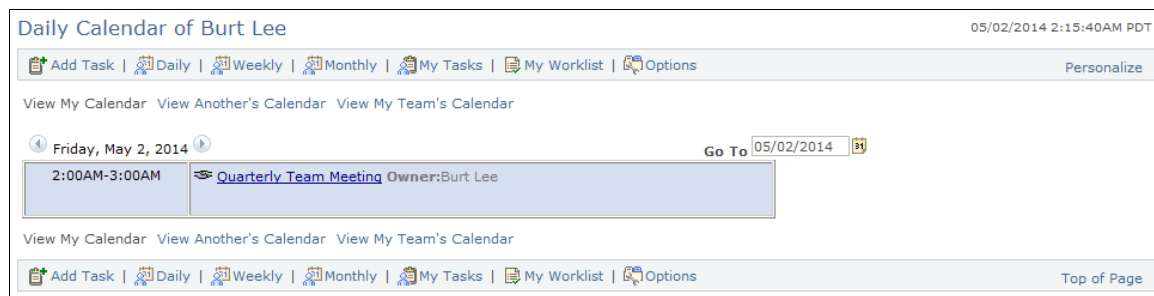 Daily Calendar of Burt Lee 05/02/2014 2:15:40AM PDT
Add Task | Daily | Weekly | Monthly | My Tasks | My Worklist | Options Personalize
View My Calendar View Another's Calendar View My Team's Calendar
Friday, May 2, 2014 Go To 05/02/2014 31
2:00AM-3:00AM Quarterly Team Meeting Owner:Burt Lee
View My Calendar View Another's Calendar View My Team's Calendar
Add Task | Daily | Weekly | Monthly | My Tasks | My Worklist | Options Top of Page